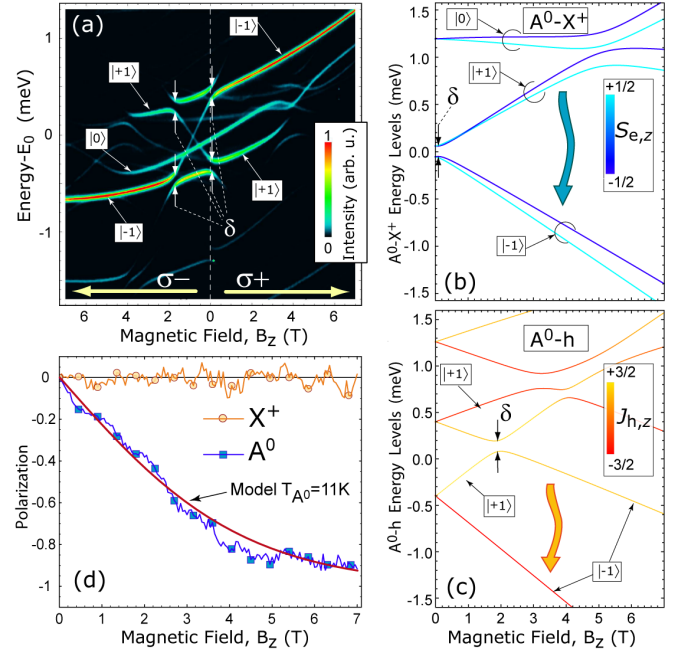 (a)
Energy-E0 (meV)
1
0
-1
|-1⟩
|+1⟩
|0⟩
|-1⟩
|+1⟩
δ
σ−
σ+
Intensity (arb. u.)
1
0
6 5 4 3 2 1 0 1 2 3 4 5 6
Magnetic Field, Bz (T)
A0-X+ Energy Levels (meV)
1.5
1.0
0.5
0.0
-0.5
-1.0
-1.5
|0⟩
A0-X+
|+1⟩
δ
+1/2
Se,z
-1/2
|-1⟩
(b)
A0-h Energy Levels (meV)
1.5
1.0
0.5
0.0
-0.5
-1.0
-1.5
A0-h
|+1⟩
δ
+3/2
Jh,z
-3/2
|+1⟩
|-1⟩
(c)
0 2 4 6
Magnetic Field, Bz (T)
Polarization
0
-0.2
-0.4
-0.6
-0.8
-1
X+
A0
Model TA0=11K
(d)
0 1 2 3 4 5 6 7
Magnetic Field, Bz (T)